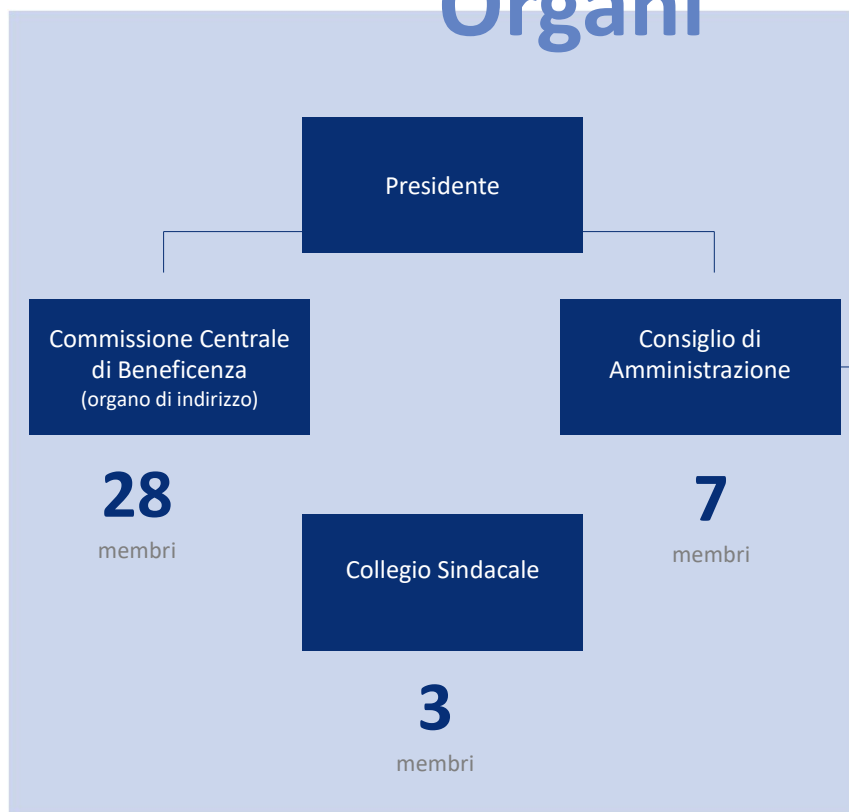 Organi
Presidente
Commissione Centrale
di Beneficenza
(organo di indirizzo)
Consiglio di
Amministrazione
28
membri
7
membri
Collegio Sindacale
3
membri